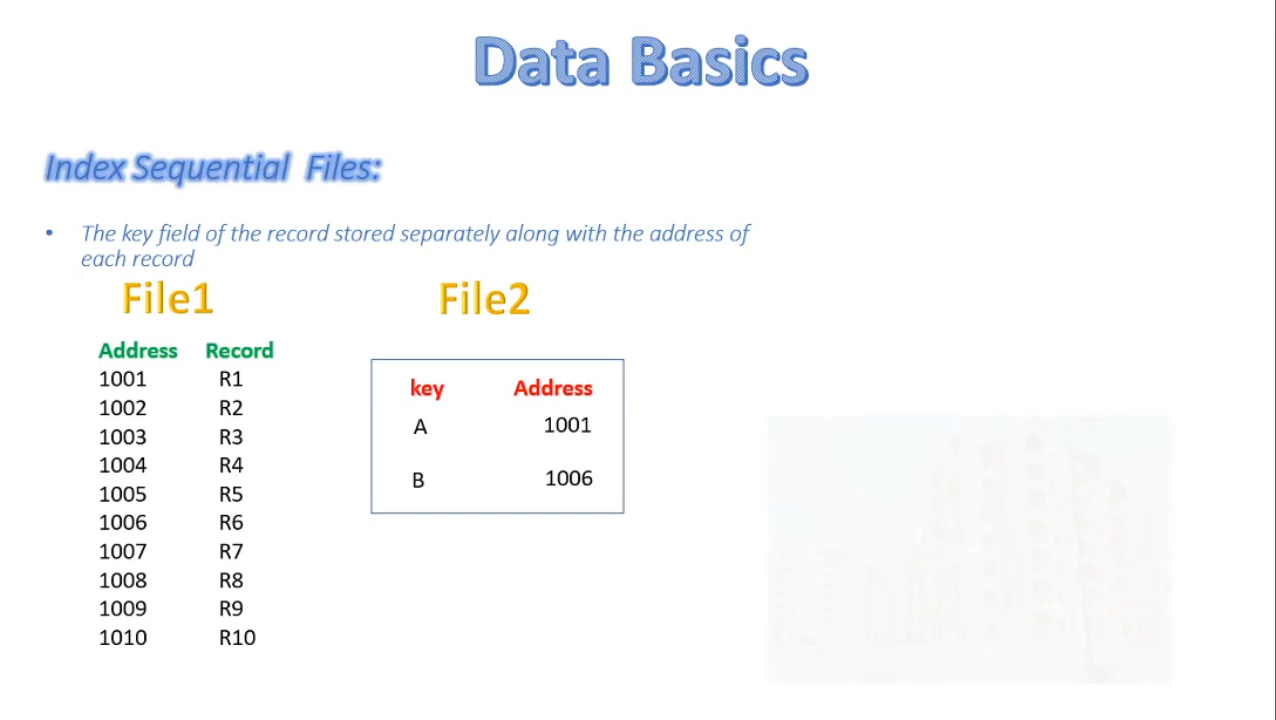 Data Basics
Index Sequential Files:
• The key field of the record stored separately along with the address of
each record
File1
Address Record
1001 R1
1002 R2
1003 R3
1004 R4
1005 R5
1006 R6
1007 R7
1008 R8
1009 R9
1010 R10
File2
key Address
A 1001
B 1006